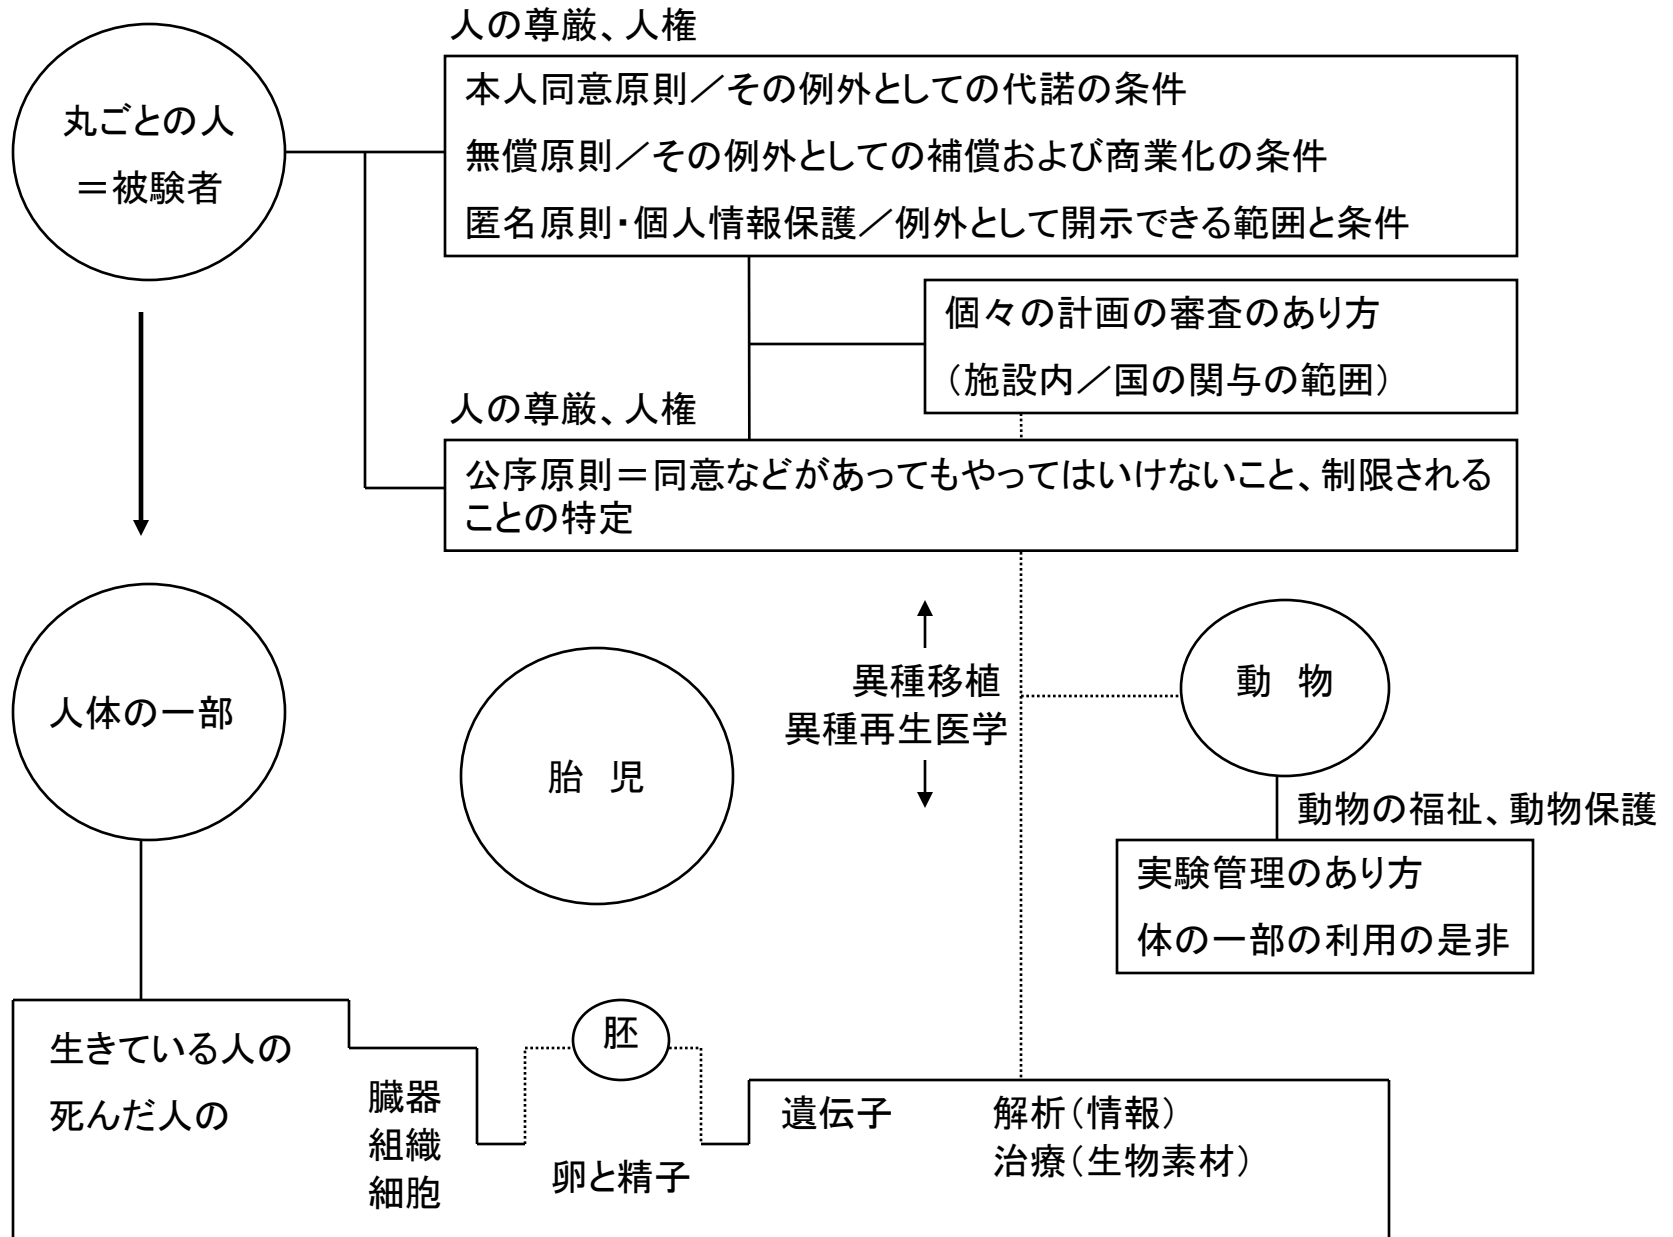 人の尊厳、人権
丸ごとの人
＝被験者
本人同意原則／その例外としての代諾の条件
無償原則／その例外としての補償および商業化の条件
匿名原則・個人情報保護／例外として開示できる範囲と条件
個々の計画の審査のあり方
（施設内／国の関与の範囲）
人の尊厳、人権
公序原則＝同意などがあってもやってはいけないこと、制限される
ことの特定
人体の一部
胎 児
異種移植
異種再生医学
動 物
動物の福祉、動物保護
実験管理のあり方
体の一部の利用の是非
生きている人の
死んだ人の
臓器
組織
細胞
胚
卵と精子
遺伝子
解析（情報）
治療（生物素材）